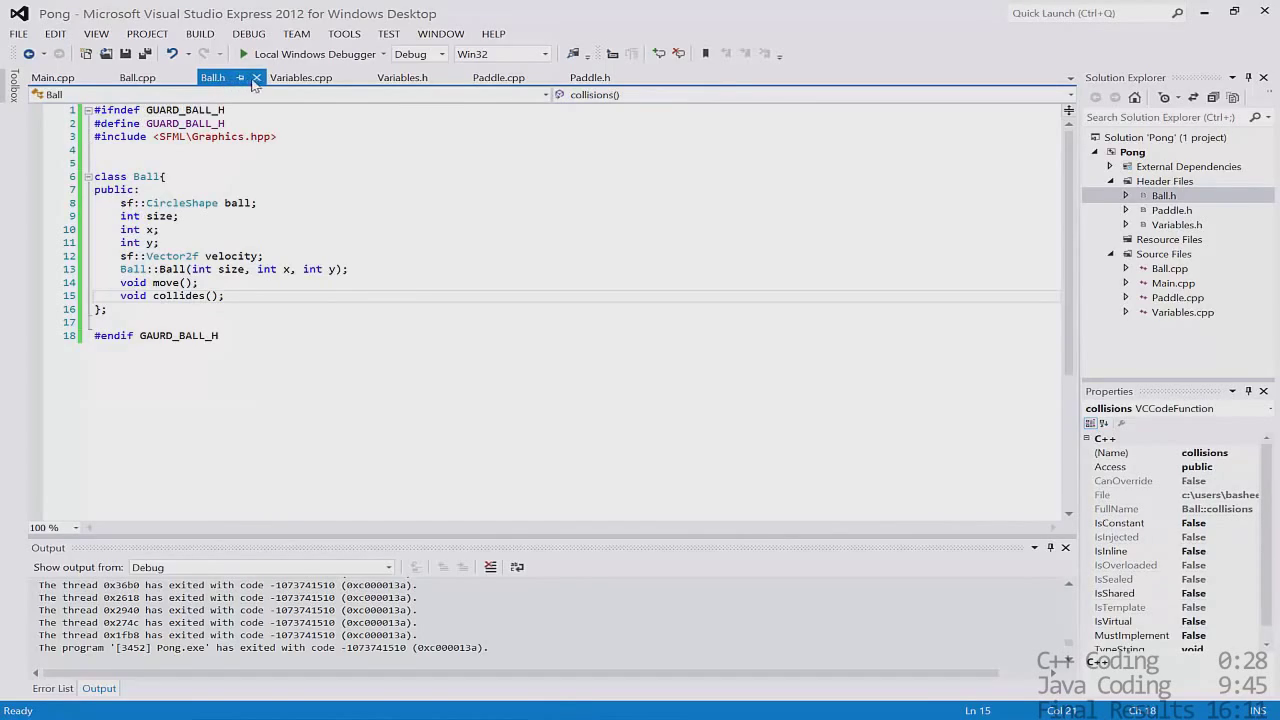 Pong - Microsoft Visual Studio Express 2012 for Windows Desktop
Quick Launch (Ctrl+Q)
FILE EDIT VIEW PROJECT BUILD DEBUG TEAM TOOLS TEST WINDOW HELP
Local Windows Debugger Debug Win32
Toolbox
Main.cpp Ball.cpp Ball.h Variables.cpp Variables.h Paddle.cpp Paddle.h
Ball collisions()
1 #ifndef GUARD_BALL_H
2 #define GUARD_BALL_H
3 #include <SFML\Graphics.hpp>
4
5
6 class Ball{
7 public:
8 sf::CircleShape ball;
9 int size;
10 int x;
11 int y;
12 sf::Vector2f velocity;
13 Ball::Ball(int size, int x, int y);
14 void move();
15 void collides();
16 };
17
18 #endif GAURD_BALL_H
100 %
Output
Show output from: Debug
The thread 0x36b0 has exited with code -1073741510 (0xc000013a).
The thread 0x2618 has exited with code -1073741510 (0xc000013a).
The thread 0x2940 has exited with code -1073741510 (0xc000013a).
The thread 0x274c has exited with code -1073741510 (0xc000013a).
The thread 0x1fb8 has exited with code -1073741510 (0xc000013a).
The program '[3452] Pong.exe' has exited with code -1073741510 (0xc000013a).
Error List Output
Solution Explorer
Search Solution Explorer (Ctrl+;)
Solution 'Pong' (1 project)
Pong
External Dependencies
Header Files
Ball.h
Paddle.h
Variables.h
Resource Files
Source Files
Ball.cpp
Main.cpp
Paddle.cpp
Variables.cpp
Properties
collisions VCCodeFunction
C++
(Name) collisions
Access public
CanOverride False
File c:\users\bashee
FullName Ball::collisions
IsConstant False
IsInjected False
IsInline False
IsOverloaded False
IsSealed False
IsShared False
IsTemplate False
IsVirtual False
MustImplement False
TypeString void
C++
C++ Coding 0:28
Java Coding 9:45
Final Results 16:11
Ready Ln 15 Col 21 Ch 18 INS